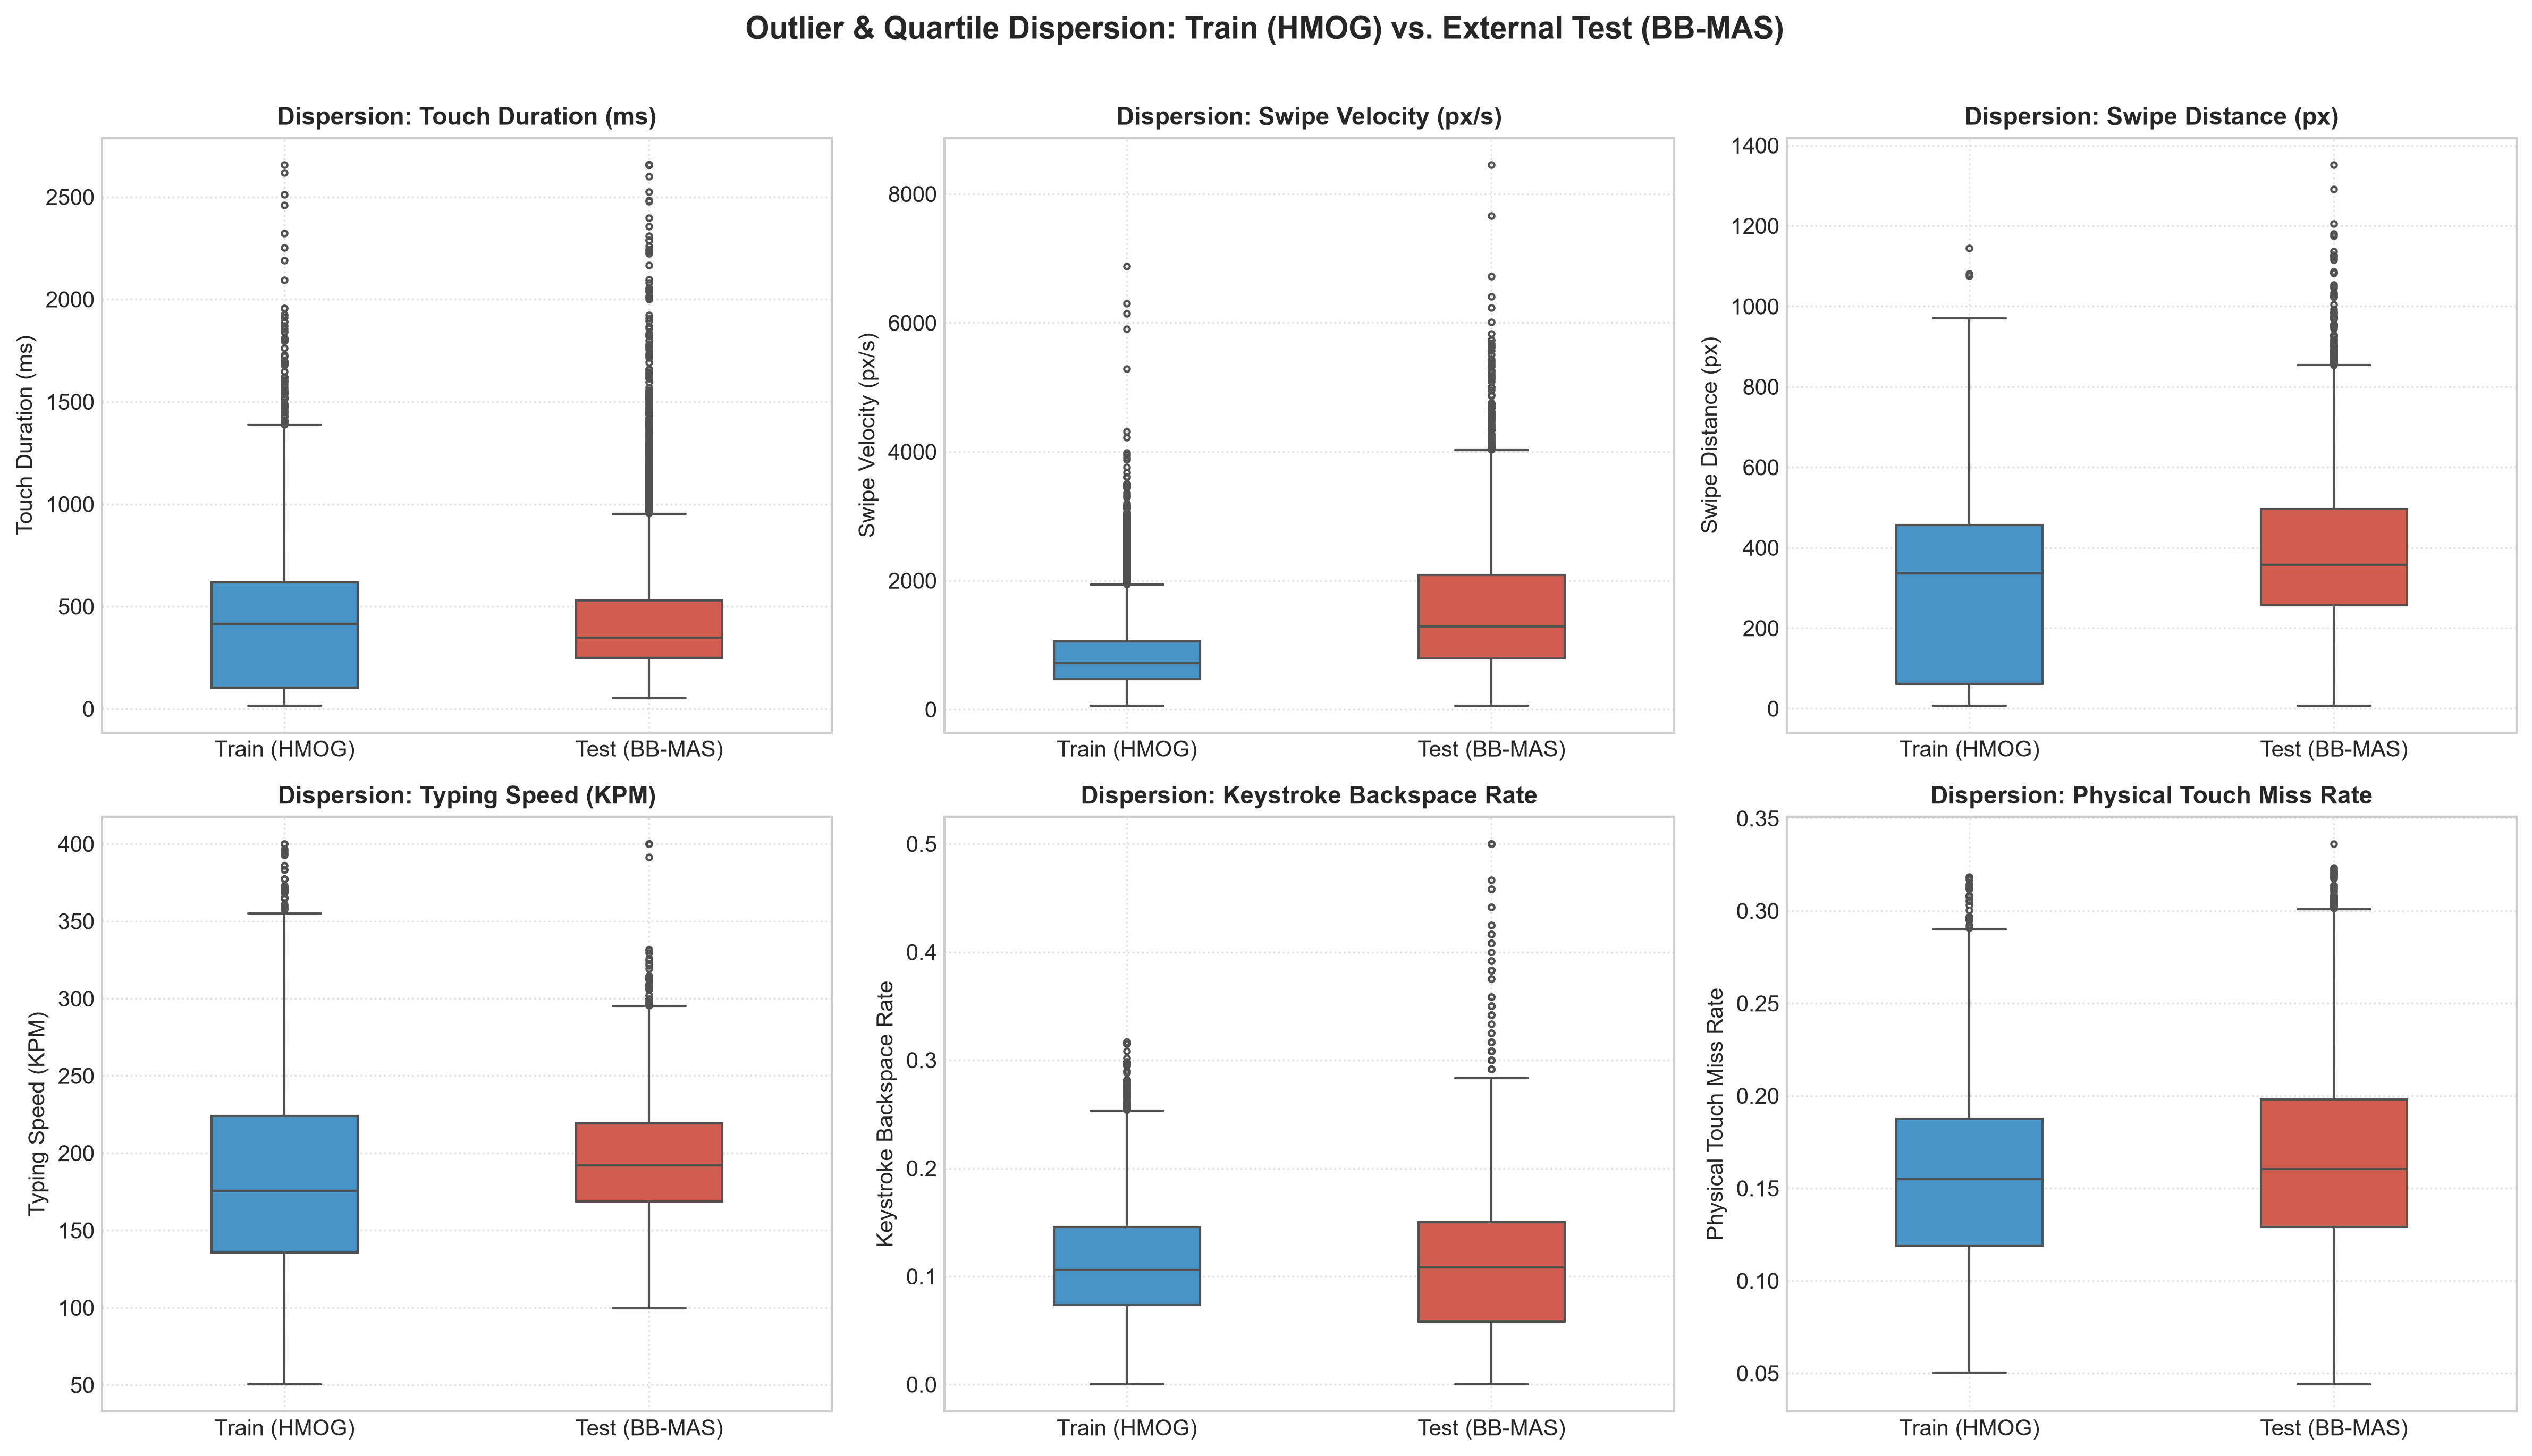 Outlier & Quartile Dispersion: Train (HMOG) vs. External Test (BB-MAS)
Dispersion: Touch Duration (ms)
Touch Duration (ms)
2500
2000
1500
1000
500
0
Train (HMOG)
Test (BB-MAS)
Dispersion: Swipe Velocity (px/s)
Swipe Velocity (px/s)
8000
6000
4000
2000
0
Train (HMOG)
Test (BB-MAS)
Dispersion: Swipe Distance (px)
Swipe Distance (px)
1400
1200
1000
800
600
400
200
0
Train (HMOG)
Test (BB-MAS)
Dispersion: Typing Speed (KPM)
Typing Speed (KPM)
400
350
300
250
200
150
100
50
Train (HMOG)
Test (BB-MAS)
Dispersion: Keystroke Backspace Rate
Keystroke Backspace Rate
0.5
0.4
0.3
0.2
0.1
0.0
Train (HMOG)
Test (BB-MAS)
Dispersion: Physical Touch Miss Rate
Physical Touch Miss Rate
0.35
0.30
0.25
0.20
0.15
0.10
0.05
Train (HMOG)
Test (BB-MAS)